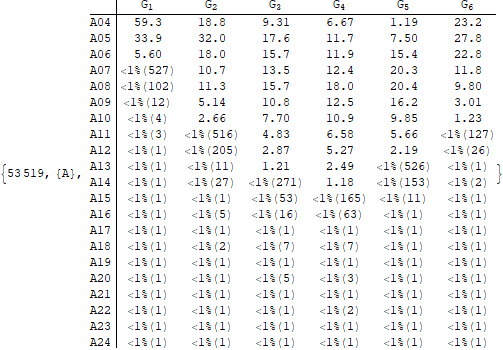 G1 G2 G3 G4 G5 G6
A04 59.3 18.8 9.31 6.67 1.19 23.2
A05 33.9 32.0 17.6 11.7 7.50 27.8
A06 5.60 18.0 15.7 11.9 15.4 22.8
A07 <1%(527) 10.7 13.5 12.4 20.3 11.8
A08 <1%(102) 11.3 15.7 18.0 20.4 9.80
A09 <1%(12) 5.14 10.8 12.5 16.2 3.01
A10 <1%(4) 2.66 7.70 10.9 9.85 1.23
A11 <1%(3) <1%(516) 4.83 6.58 5.66 <1%(127)
A12 <1%(1) <1%(205) 2.87 5.27 2.19 <1%(26)
{53519, {A}, A13 <1%(1) <1%(11) 1.21 2.49 <1%(526) <1%(1) }
A14 <1%(1) <1%(27) <1%(271) 1.18 <1%(153) <1%(2)
A15 <1%(1) <1%(1) <1%(53) <1%(165) <1%(11) <1%(1)
A16 <1%(1) <1%(5) <1%(16) <1%(63) <1%(1) <1%(1)
A17 <1%(1) <1%(1) <1%(1) <1%(1) <1%(1) <1%(1)
A18 <1%(1) <1%(2) <1%(7) <1%(7) <1%(1) <1%(1)
A19 <1%(1) <1%(1) <1%(1) <1%(1) <1%(1) <1%(1)
A20 <1%(1) <1%(1) <1%(5) <1%(3) <1%(1) <1%(1)
A21 <1%(1) <1%(1) <1%(1) <1%(1) <1%(1) <1%(1)
A22 <1%(1) <1%(1) <1%(1) <1%(2) <1%(1) <1%(1)
A23 <1%(1) <1%(1) <1%(1) <1%(1) <1%(1) <1%(1)
A24 <1%(1) <1%(1) <1%(1) <1%(1) <1%(1) <1%(1)